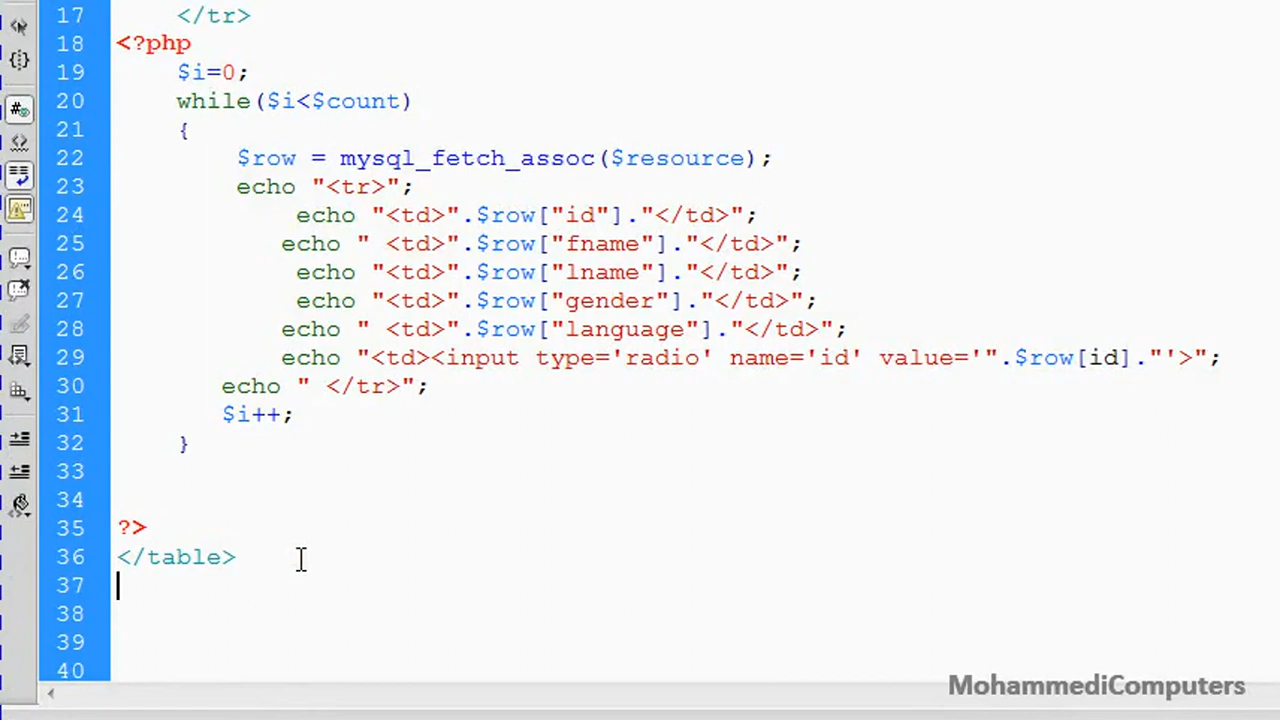 17 </tr>
18 <?php
19 $i=0;
20 while($i<$count)
21 {
22 $row = mysql_fetch_assoc($resource);
23 echo "<tr>";
24 echo "<td>".$row["id"]."</td>";
25 echo " <td>".$row["fname"]."</td>";
26 echo "<td>".$row["lname"]."</td>";
27 echo "<td>".$row["gender"]."</td>";
28 echo " <td>".$row["language"]."</td>";
29 echo "<td><input type='radio' name='id' value='".$row[id]."'>";
30 echo " </tr>";
31 $i++;
32 }
33
34
35 ?>
36 </table>
37
38
39
40
MohammediComputers